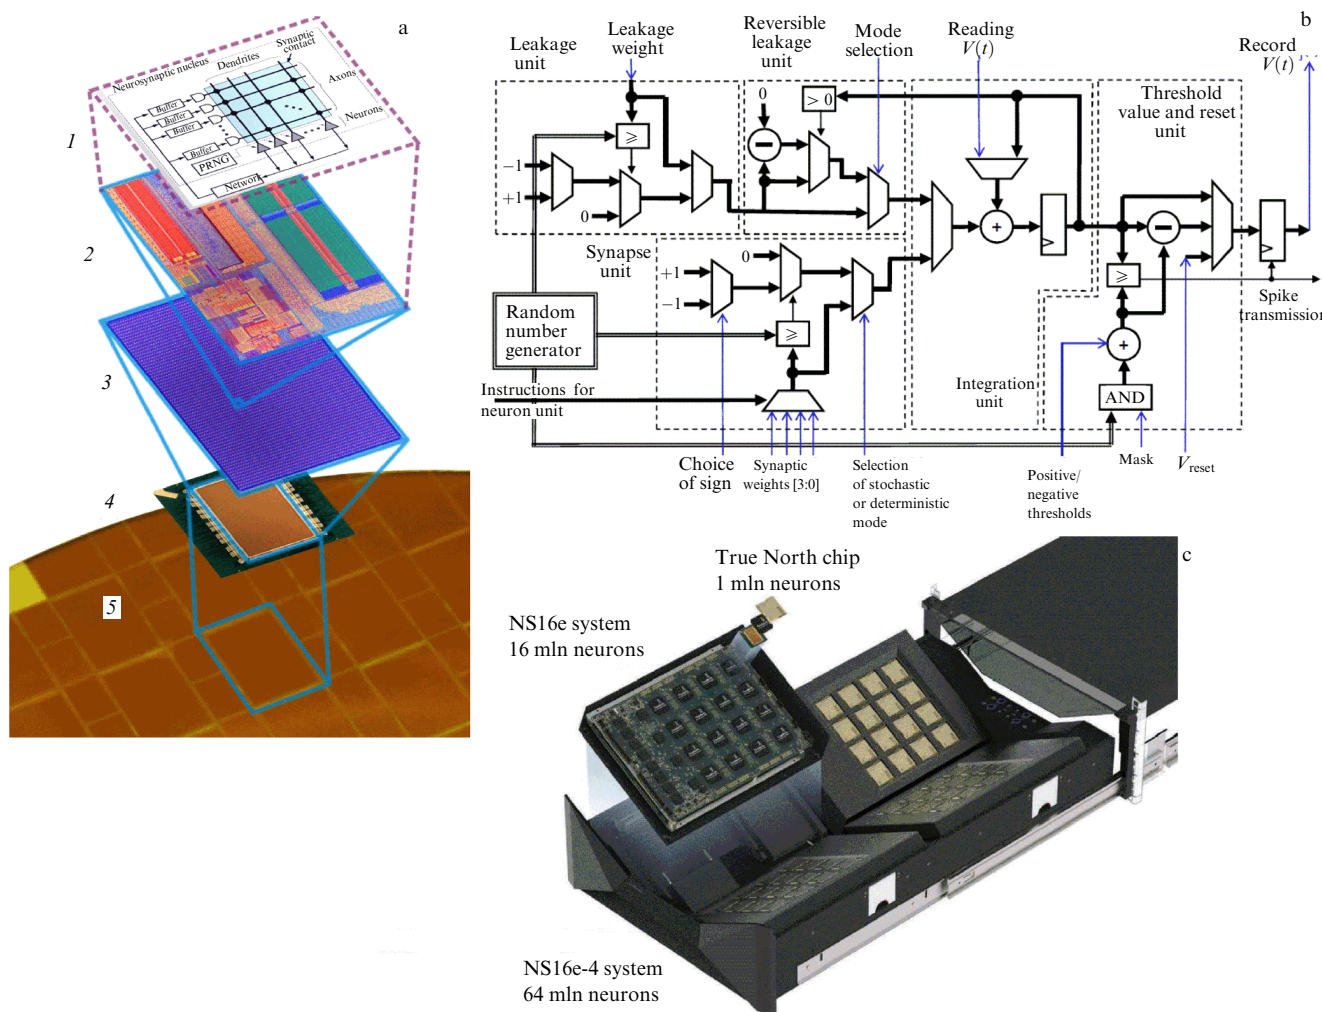 a
Neurosynaptic nucleus
Dendrites
Synaptic
contact
Axons
Neurons
Buffer
Buffer
Buffer
PRNG
Network
1
2
3
4
5
b
Leakage
unit
Leakage
weight
Reversible
leakage unit
Mode
selection
Reading
V(t)
Record
V(t)
Threshold
value and reset
unit
0
> 0
⩾
−1
+1
0
−
Synapse
unit
+1
−1
0
⩾
+
−
⩾
Random
number
generator
Spike
transmission
+
Instructions for
neuron unit
Integration
unit
AND
Choice
of sign
Synaptic
weights [3:0]
Selection
of stochastic
or deterministic
mode
Positive/
negative
thresholds
Mask
Vreset
c
True North chip
1 mln neurons
NS16e system
16 mln neurons
NS16e-4 system
64 mln neurons